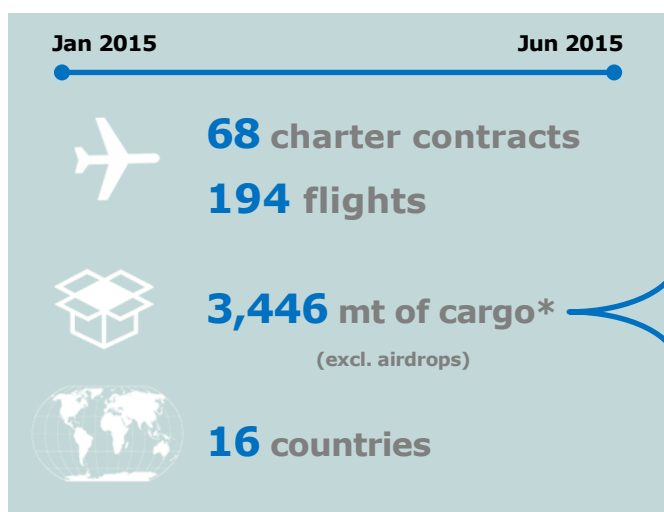 Jan 2015 Jun 2015
68 charter contracts
194 flights
3,446 mt of cargo*
(excl. airdrops)
16 countries